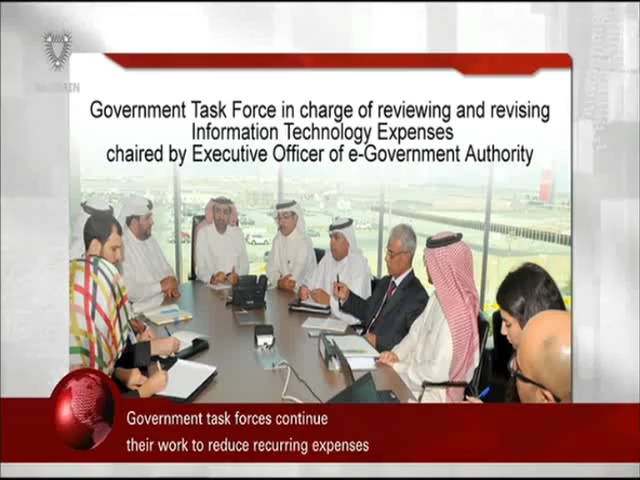 BAHRAIN
Government Task Force in charge of reviewing and revising
Information Technology Expenses
chaired by Executive Officer of e-Government Authority
Government task forces continue
their work to reduce recurring expenses